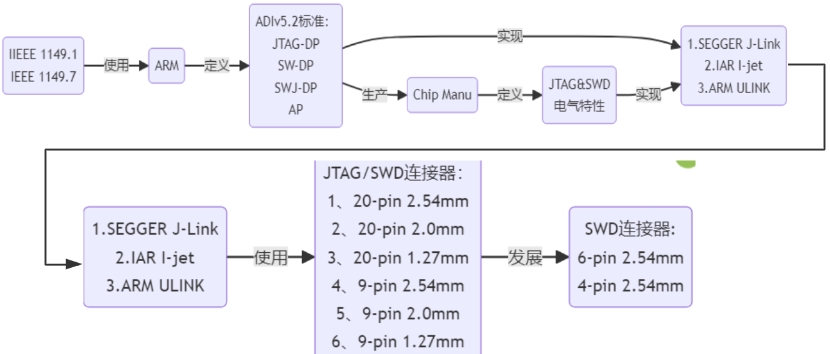 IIEEE 1149.1
IEEE 1149.7
使用
ARM
定义
ADIv5.2标准:
JTAG-DP
SW-DP
SWJ-DP
AP
实现
生产
Chip Manu
定义
JTAG&SWD
电气特性
实现
1.SEGGER J-Link
2.IAR I-jet
3.ARM ULINK
1.SEGGER J-Link
2.IAR I-jet
3.ARM ULINK
使用
JTAG/SWD连接器:
1、20-pin 2.54mm
2、20-pin 2.0mm
3、20-pin 1.27mm
4、9-pin 2.54mm
5、9-pin 2.0mm
6、9-pin 1.27mm
发展
SWD连接器:
6-pin 2.54mm
4-pin 2.54mm